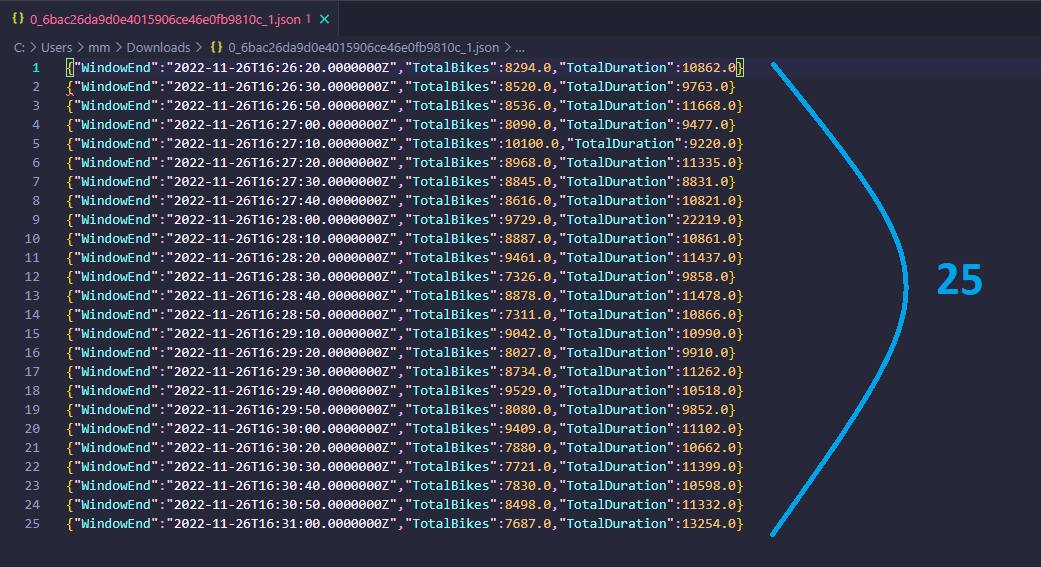 {} 0_6bac26da9d0e4015906ce46e0fb9810c_1.json 1 ×
C: > Users > mm > Downloads > {} 0_6bac26da9d0e4015906ce46e0fb9810c_1.json > ...
1 {"WindowEnd":"2022-11-26T16:26:20.0000000Z","TotalBikes":8294.0,"TotalDuration":10862.0}
2 {"WindowEnd":"2022-11-26T16:26:30.0000000Z","TotalBikes":8520.0,"TotalDuration":9763.0}
3 {"WindowEnd":"2022-11-26T16:26:50.0000000Z","TotalBikes":8536.0,"TotalDuration":11668.0}
4 {"WindowEnd":"2022-11-26T16:27:00.0000000Z","TotalBikes":8090.0,"TotalDuration":9477.0}
5 {"WindowEnd":"2022-11-26T16:27:10.0000000Z","TotalBikes":10100.0,"TotalDuration":9220.0}
6 {"WindowEnd":"2022-11-26T16:27:20.0000000Z","TotalBikes":8968.0,"TotalDuration":11335.0}
7 {"WindowEnd":"2022-11-26T16:27:30.0000000Z","TotalBikes":8845.0,"TotalDuration":8831.0}
8 {"WindowEnd":"2022-11-26T16:27:40.0000000Z","TotalBikes":8616.0,"TotalDuration":10821.0}
9 {"WindowEnd":"2022-11-26T16:28:00.0000000Z","TotalBikes":9729.0,"TotalDuration":22219.0}
10 {"WindowEnd":"2022-11-26T16:28:10.0000000Z","TotalBikes":8887.0,"TotalDuration":10861.0}
11 {"WindowEnd":"2022-11-26T16:28:20.0000000Z","TotalBikes":9461.0,"TotalDuration":11437.0}
12 {"WindowEnd":"2022-11-26T16:28:30.0000000Z","TotalBikes":7326.0,"TotalDuration":9858.0}
13 {"WindowEnd":"2022-11-26T16:28:40.0000000Z","TotalBikes":8878.0,"TotalDuration":11478.0}
14 {"WindowEnd":"2022-11-26T16:28:50.0000000Z","TotalBikes":7311.0,"TotalDuration":10866.0}
15 {"WindowEnd":"2022-11-26T16:29:10.0000000Z","TotalBikes":9042.0,"TotalDuration":10990.0}
16 {"WindowEnd":"2022-11-26T16:29:20.0000000Z","TotalBikes":8027.0,"TotalDuration":9910.0}
17 {"WindowEnd":"2022-11-26T16:29:30.0000000Z","TotalBikes":8734.0,"TotalDuration":11262.0}
18 {"WindowEnd":"2022-11-26T16:29:40.0000000Z","TotalBikes":9529.0,"TotalDuration":10518.0}
19 {"WindowEnd":"2022-11-26T16:29:50.0000000Z","TotalBikes":8080.0,"TotalDuration":9852.0}
20 {"WindowEnd":"2022-11-26T16:30:00.0000000Z","TotalBikes":9409.0,"TotalDuration":11102.0}
21 {"WindowEnd":"2022-11-26T16:30:20.0000000Z","TotalBikes":7880.0,"TotalDuration":10662.0}
22 {"WindowEnd":"2022-11-26T16:30:30.0000000Z","TotalBikes":7721.0,"TotalDuration":11399.0}
23 {"WindowEnd":"2022-11-26T16:30:40.0000000Z","TotalBikes":7830.0,"TotalDuration":10598.0}
24 {"WindowEnd":"2022-11-26T16:30:50.0000000Z","TotalBikes":8498.0,"TotalDuration":11332.0}
25 {"WindowEnd":"2022-11-26T16:31:00.0000000Z","TotalBikes":7687.0,"TotalDuration":13254.0}
25